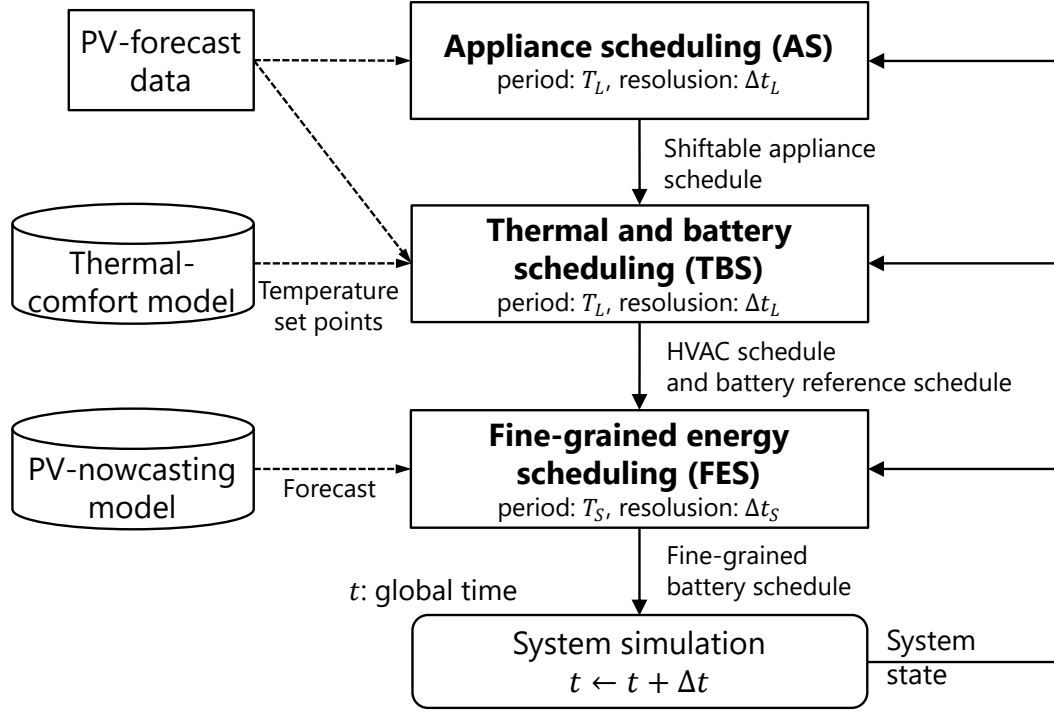 PV-forecast
data
Appliance scheduling (AS)
period: T_L, resolusion: Δt_L
Shiftable appliance
schedule
Thermal-
comfort model
Temperature
set points
Thermal and battery
scheduling (TBS)
period: T_L, resolusion: Δt_L
HVAC schedule
and battery reference schedule
PV-nowcasting
model
Forecast
Fine-grained energy
scheduling (FES)
period: T_S, resolusion: Δt_S
Fine-grained
battery schedule
t: global time
System simulation
t ← t + Δt
System
state